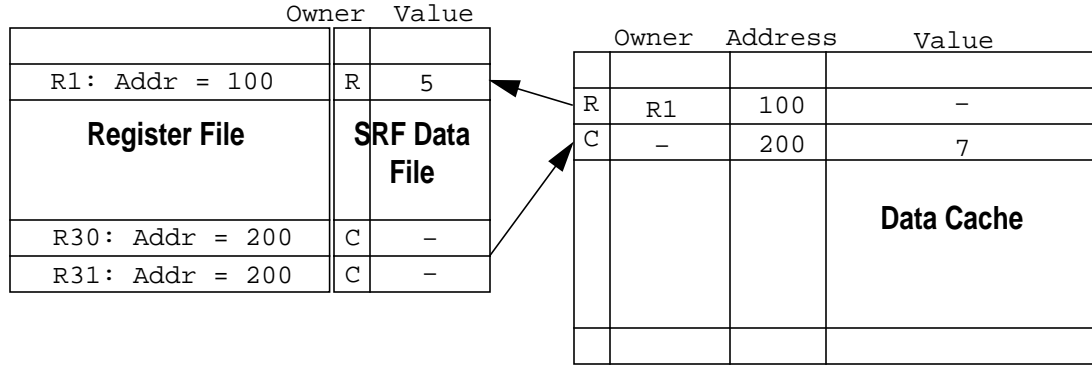 Owner Value
Owner Address Value
R1: Addr = 100 R 5
R R1 100 –
Register File SRF Data File
C – 200 7
Data Cache
R30: Addr = 200 C –
R31: Addr = 200 C –